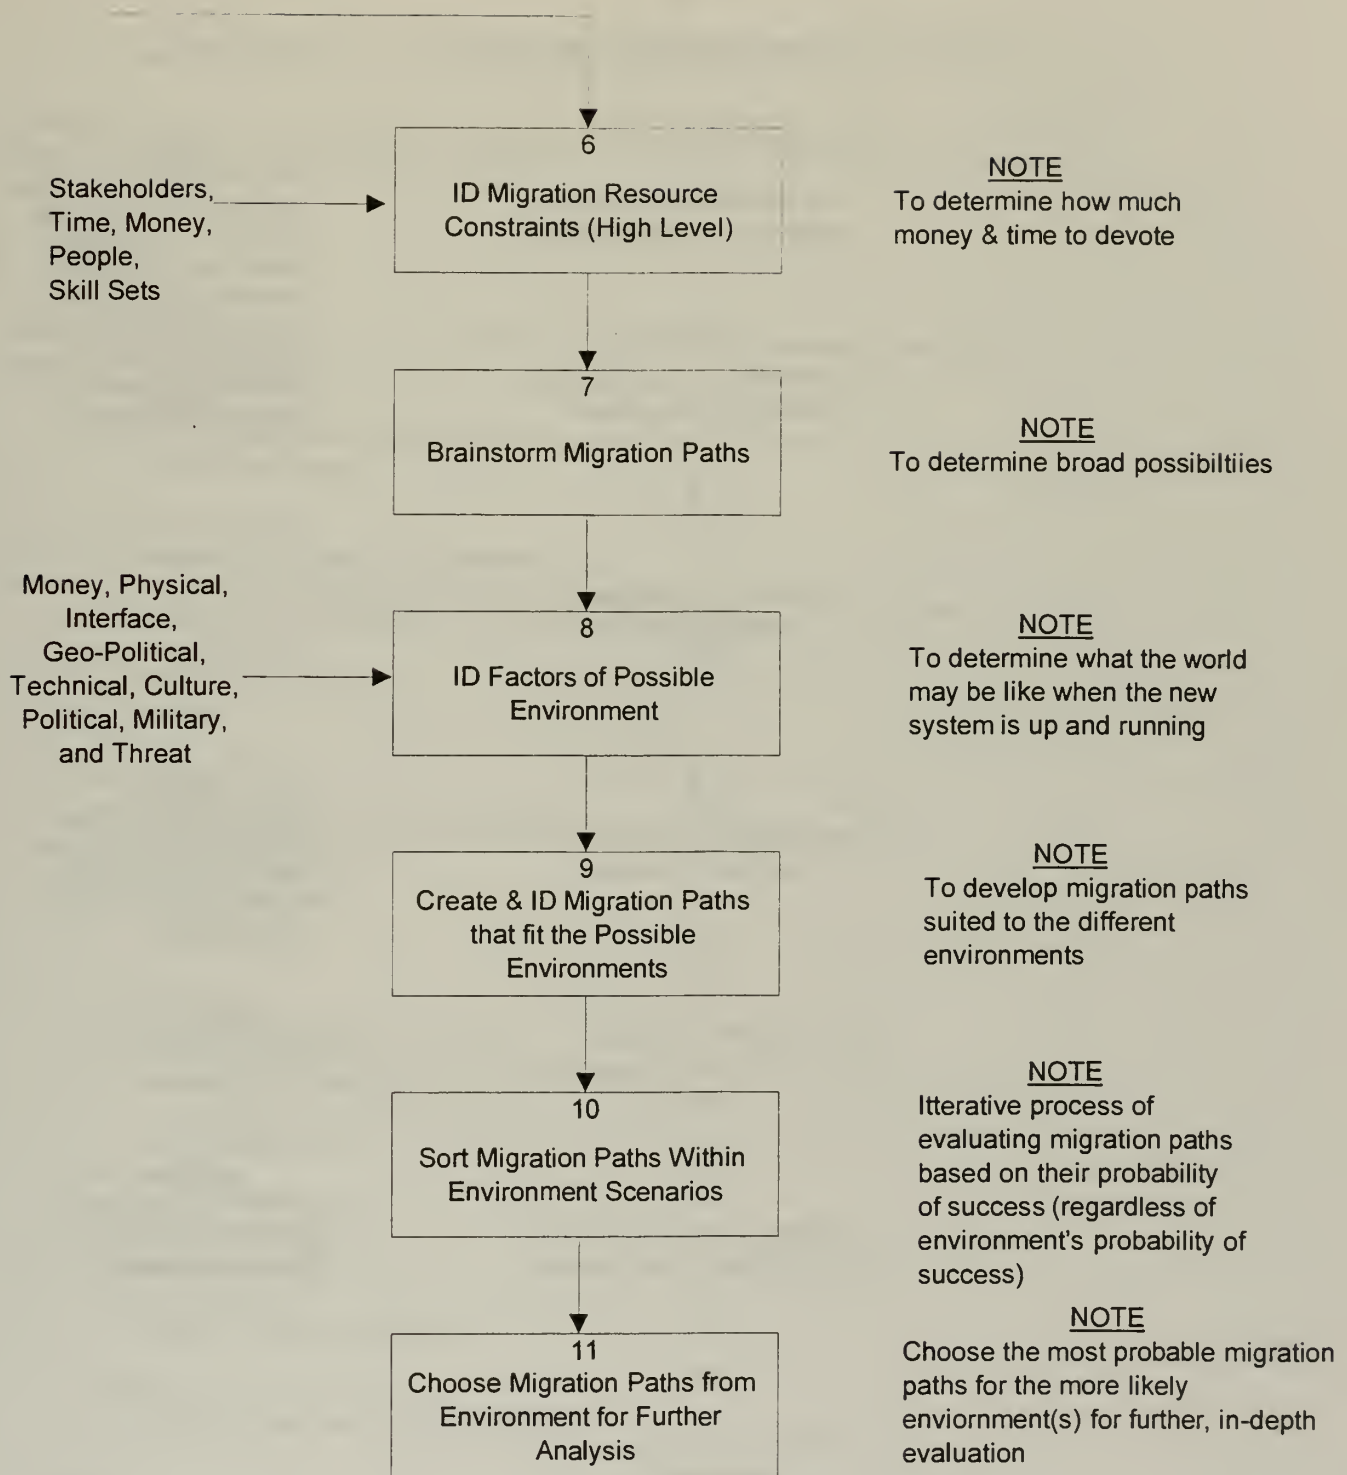 6
ID Migration Resource
Constraints (High Level)
Stakeholders,
Time, Money,
People,
Skill Sets
NOTE
To determine how much
money & time to devote
7
Brainstorm Migration Paths
NOTE
To determine broad possibiltiies
8
ID Factors of Possible
Environment
Money, Physical,
Interface,
Geo-Political,
Technical, Culture,
Political, Military,
and Threat
NOTE
To determine what the world
may be like when the new
system is up and running
9
Create & ID Migration Paths
that fit the Possible
Environments
NOTE
To develop migration paths
suited to the different
environments
10
Sort Migration Paths Within
Environment Scenarios
NOTE
Itterative process of
evaluating migration paths
based on their probability
of success (regardless of
environment's probability of
success)
11
Choose Migration Paths from
Environment for Further
Analysis
NOTE
Choose the most probable migration
paths for the more likely
enviornment(s) for further, in-depth
evaluation